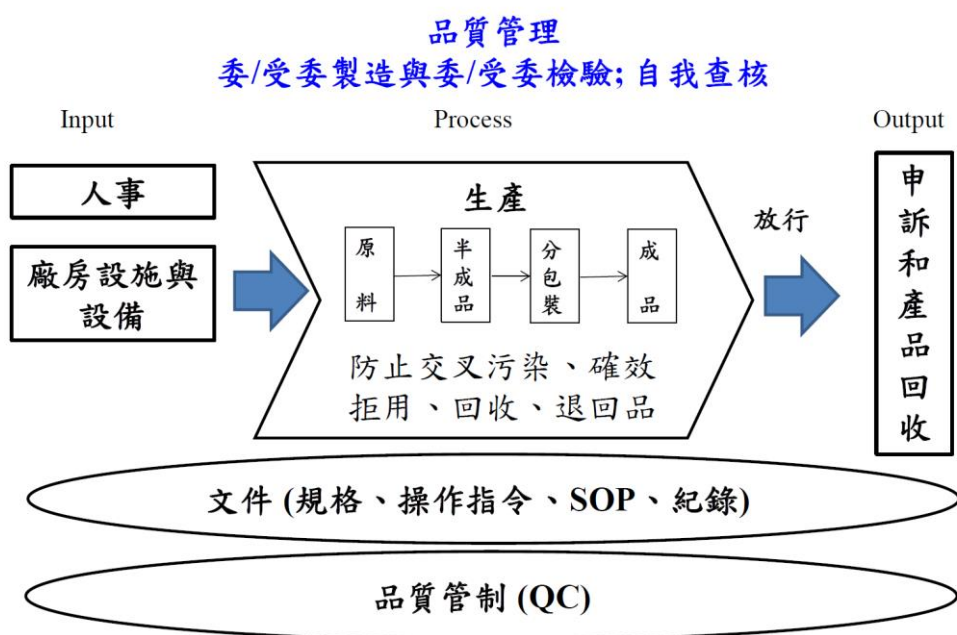 品質管理
委/受委製造與委/受委檢驗; 自我查核
Input
Process
Output
人事
廠房設施與
設備
生產
原料
半成品
分包裝
成品
防止交叉污染、確效
拒用、回收、退回品
放行
申訴和產品回收
文件 (規格、操作指令、SOP、紀錄)
品質管制 (QC)